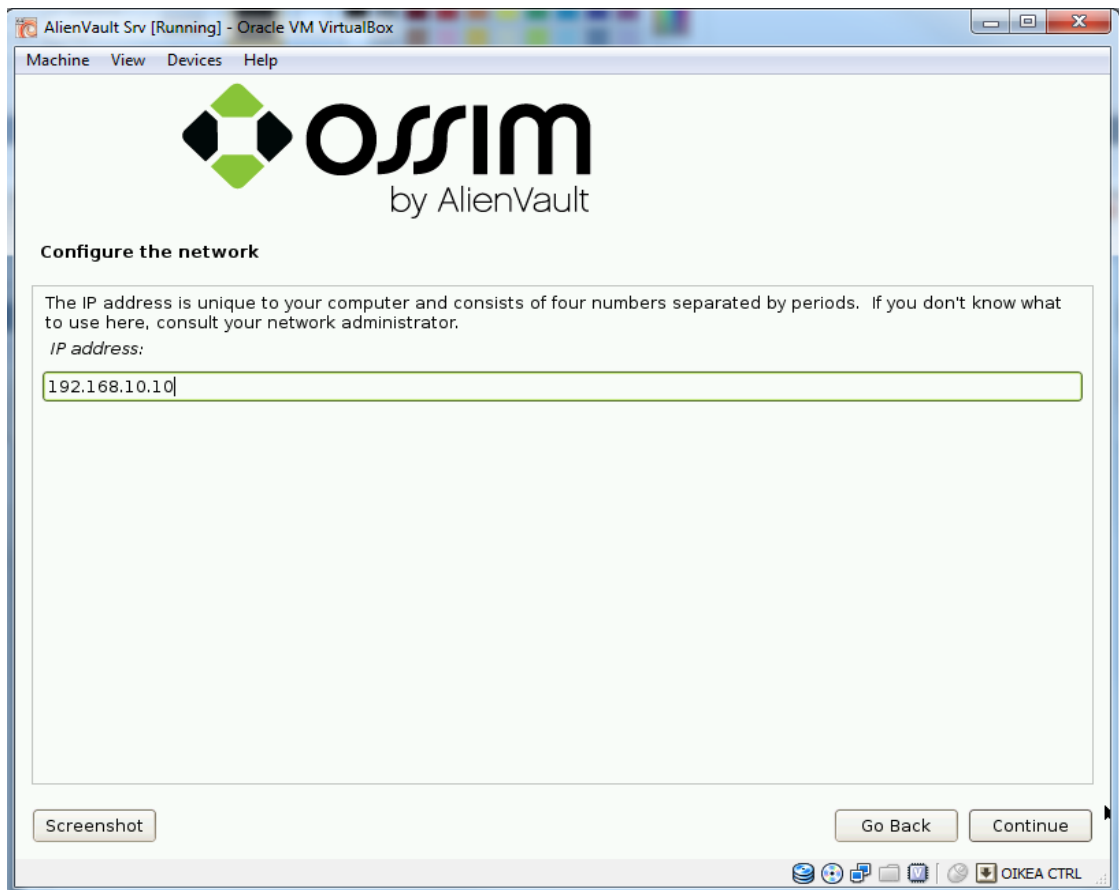 AlienVault Srv [Running] - Oracle VM VirtualBox
Machine View Devices Help
OSSIM
by AlienVault
Configure the network
The IP address is unique to your computer and consists of four numbers separated by periods. If you don't know what
to use here, consult your network administrator.
IP address:
192.168.10.10
Screenshot
Go Back
Continue
OIKEA CTRL